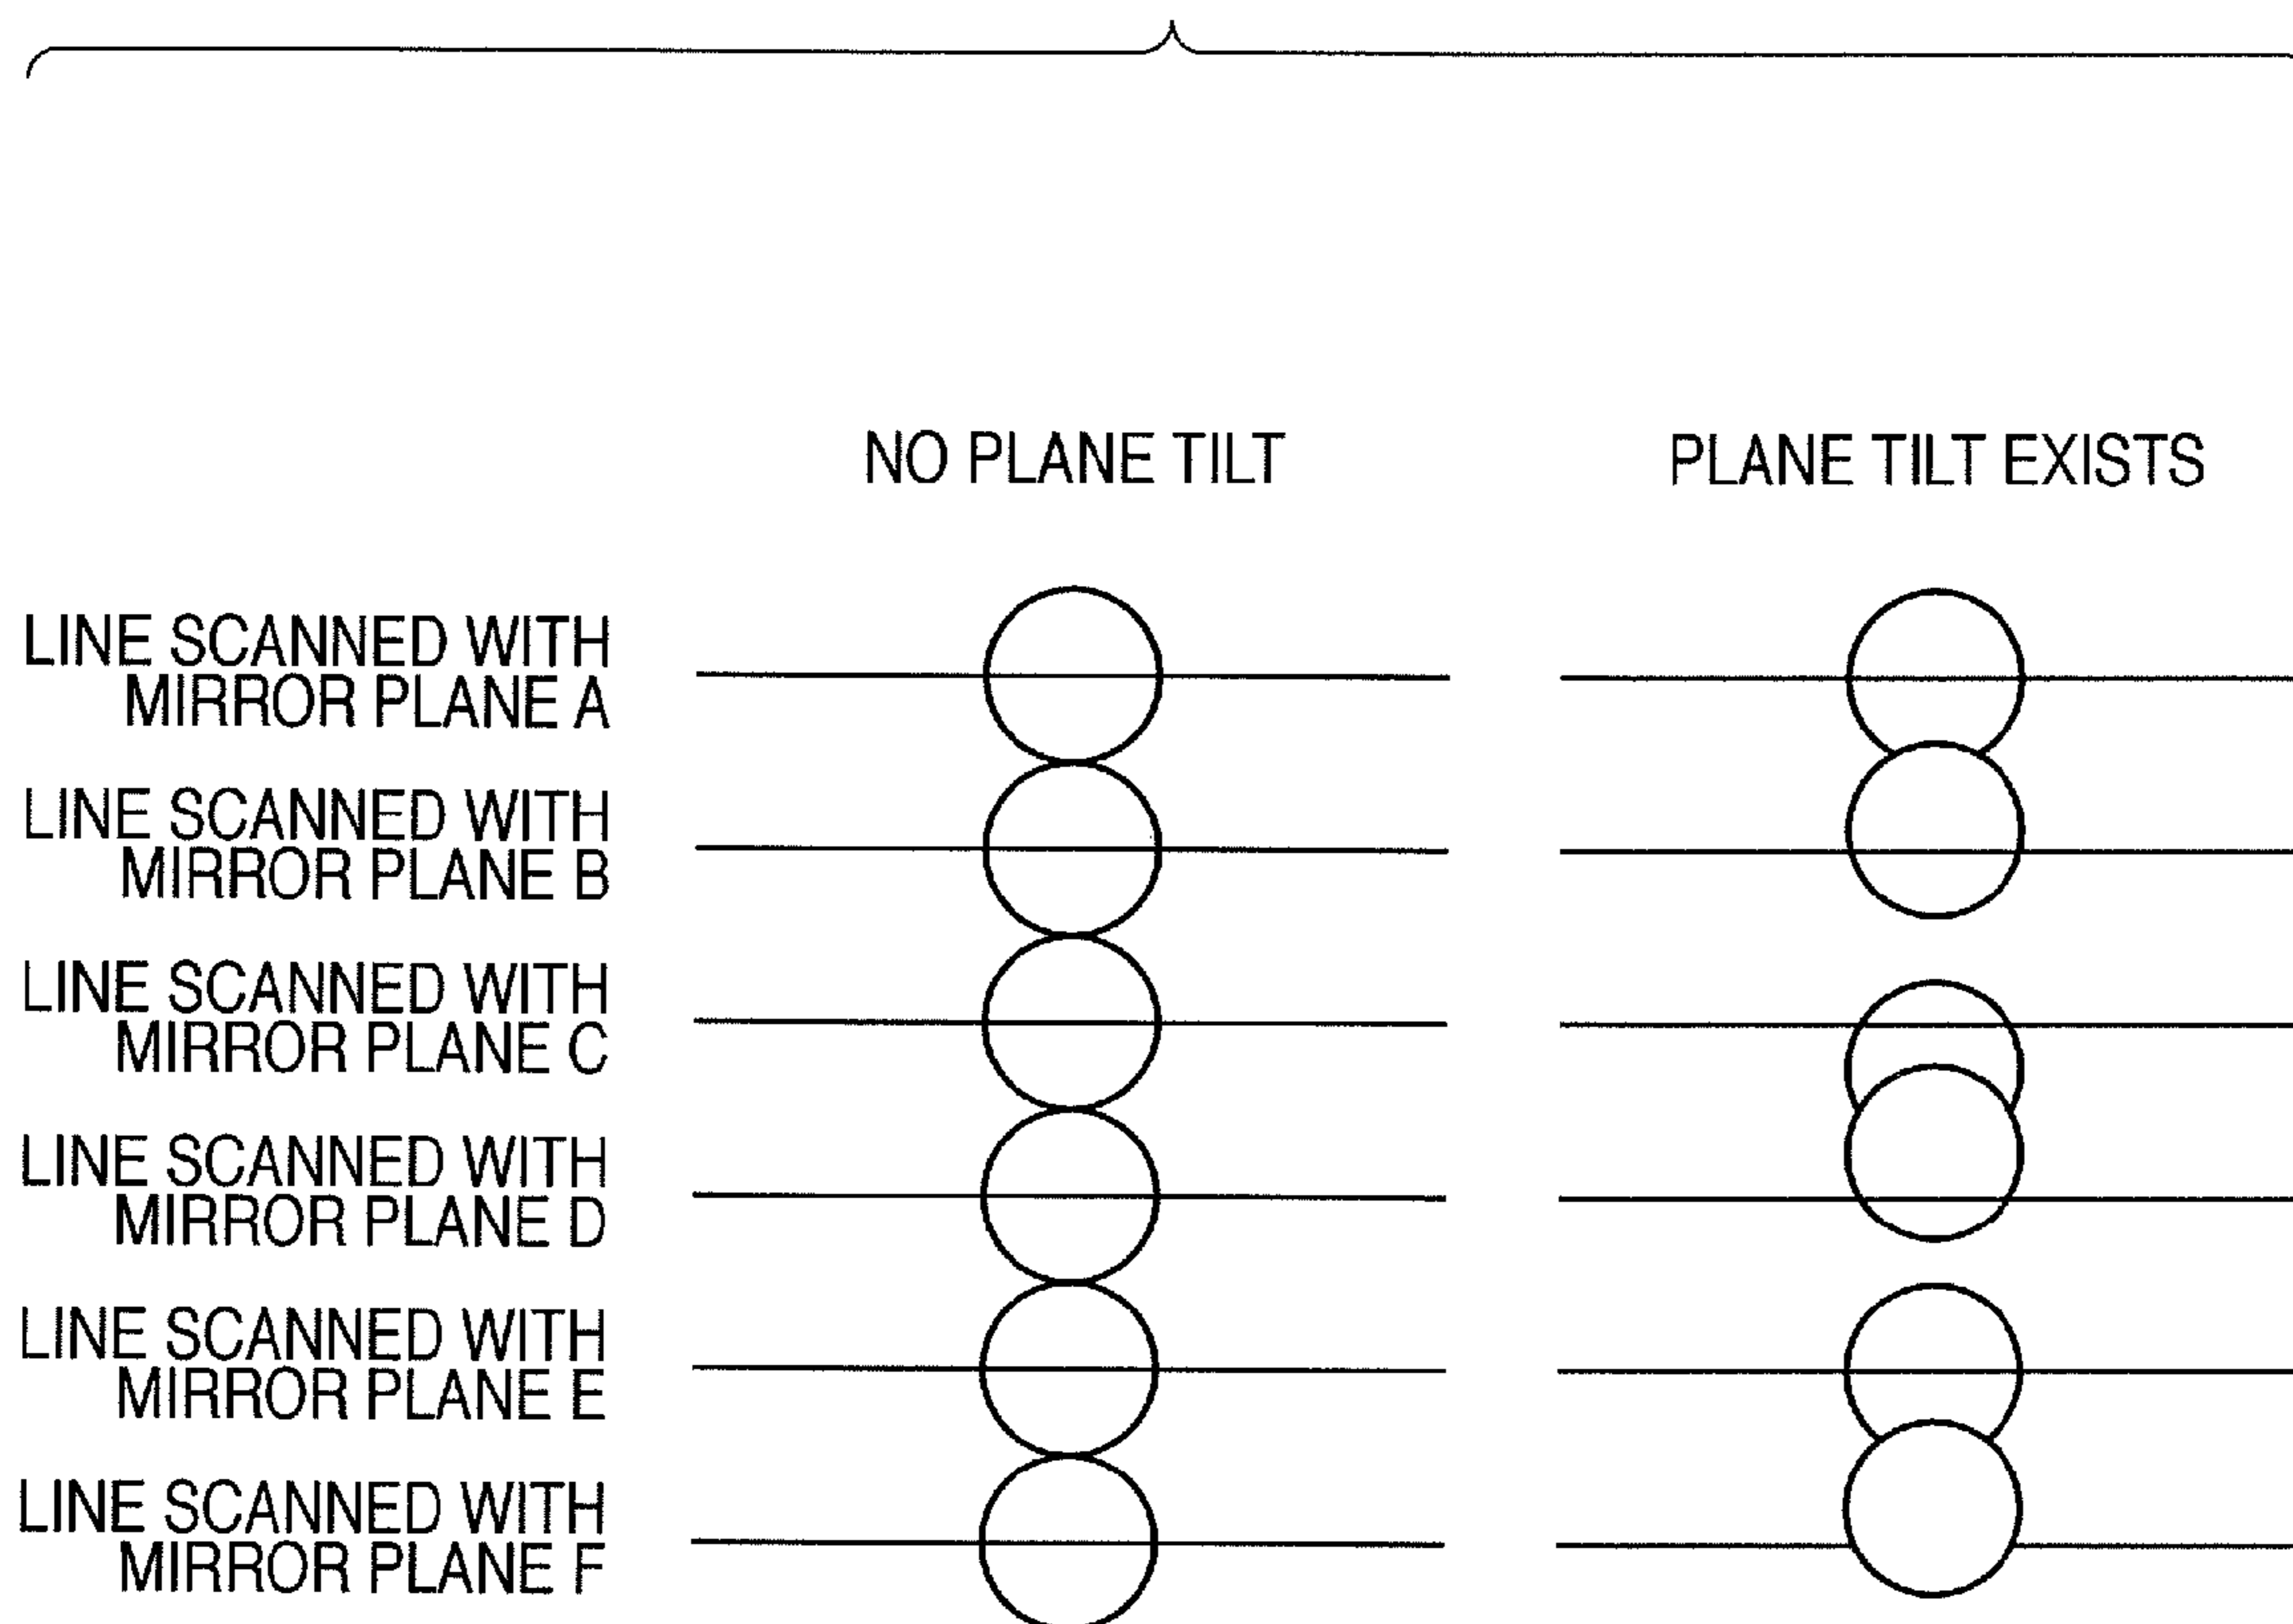 NO PLANE TILT
PLANE TILT EXISTS
LINE SCANNED WITH
MIRROR PLANE A
LINE SCANNED WITH
MIRROR PLANE B
LINE SCANNED WITH
MIRROR PLANE C
LINE SCANNED WITH
MIRROR PLANE D
LINE SCANNED WITH
MIRROR PLANE E
LINE SCANNED WITH
MIRROR PLANE F